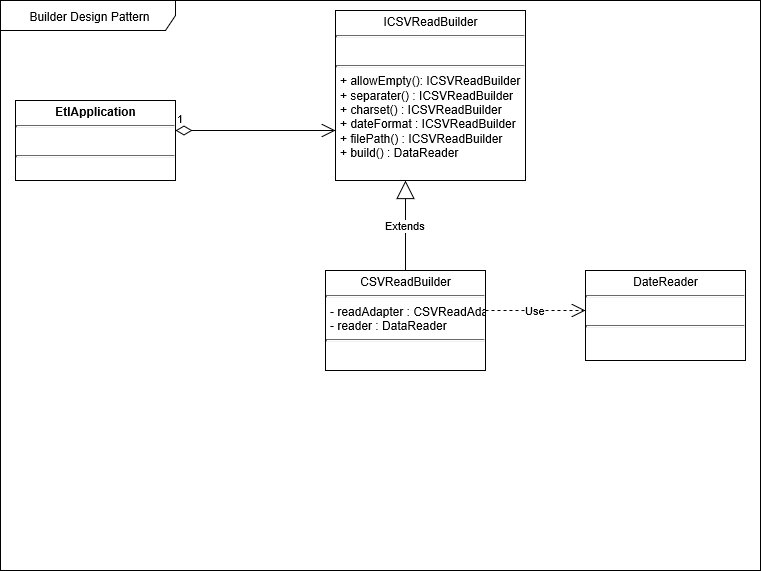 Builder Design Pattern
ICSVReadBuilder
+ allowEmpty(): ICSVReadBuilder
+ separater() : ICSVReadBuilder
+ charset() : ICSVReadBuilder
+ dateFormat : ICSVReadBuilder
+ filePath() : ICSVReadBuilder
+ build() : DataReader
EtlApplication
1
Extends
CSVReadBuilder
- readAdapter : CSVReadAda
- reader : DataReader
Use
DateReader